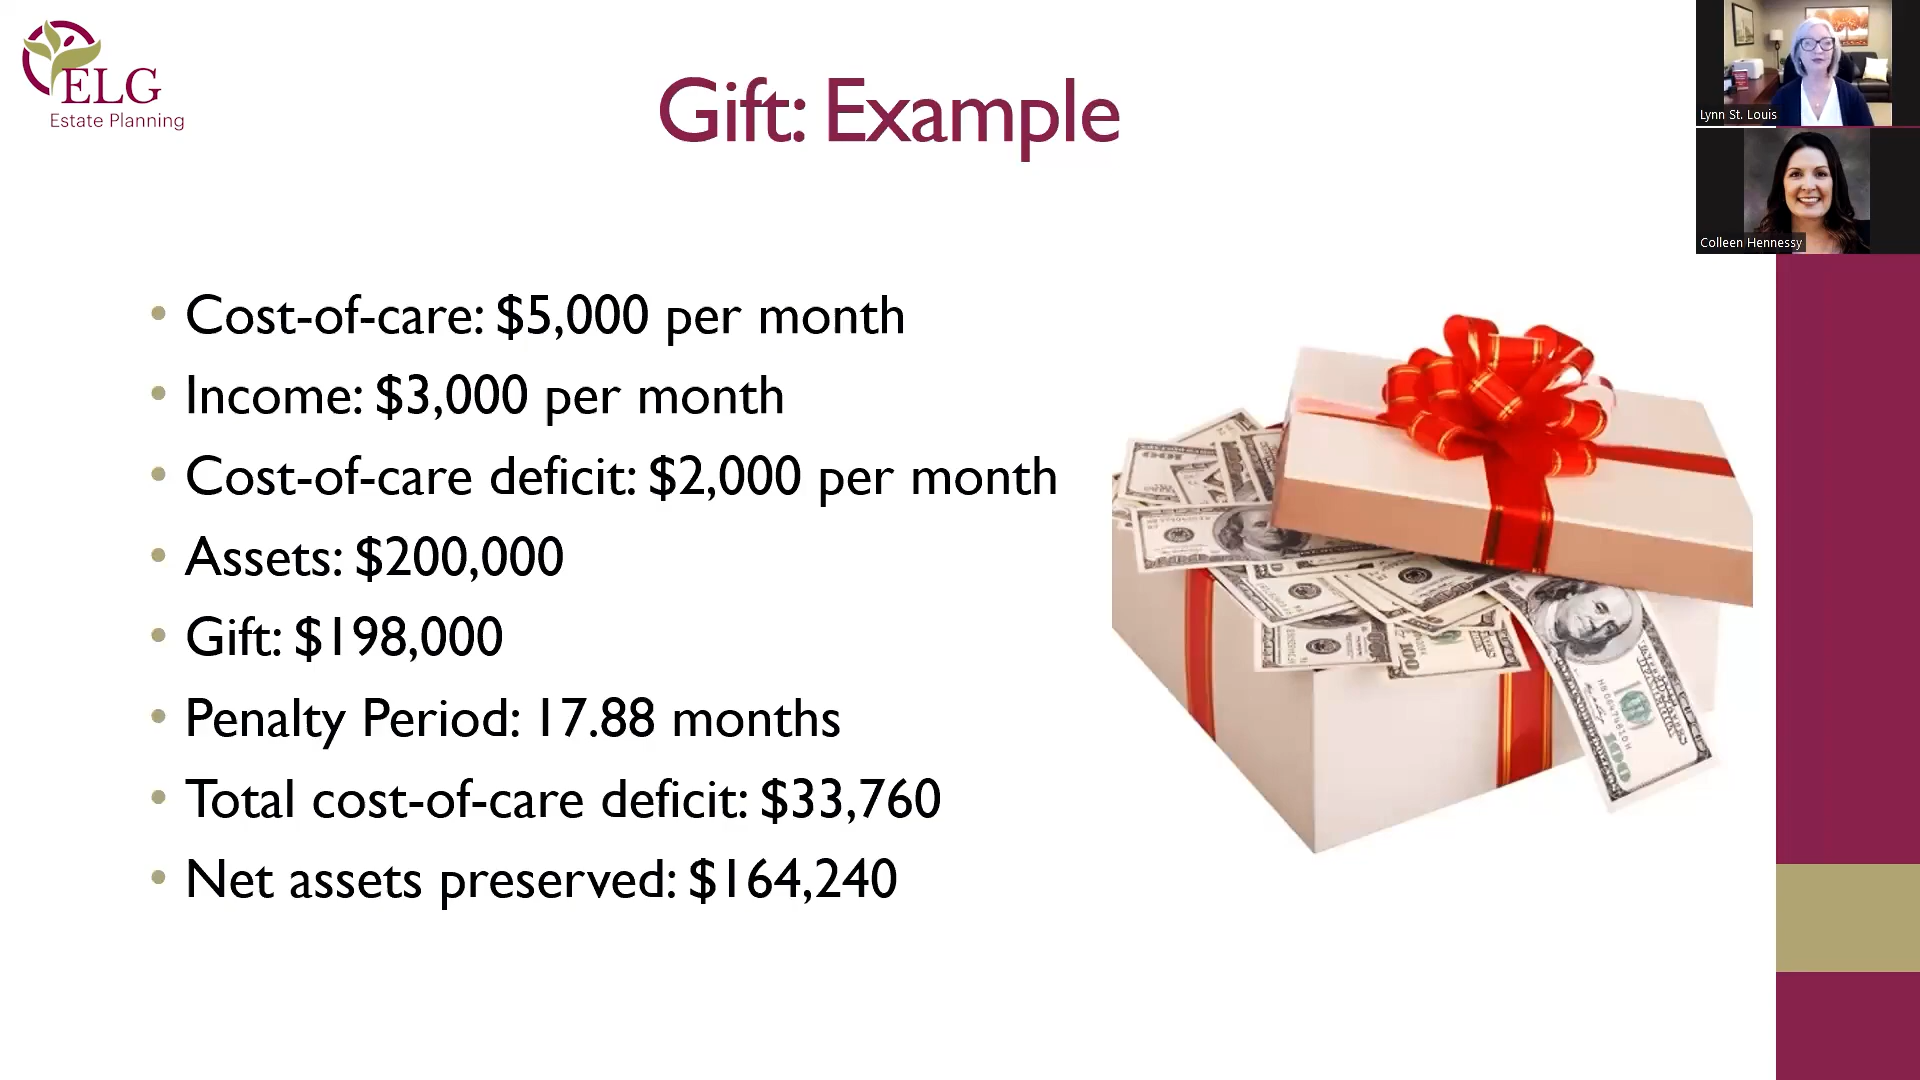 ELG
Estate Planning
Gift: Example
Lynn St. Louis
Colleen Hennessy
• Cost-of-care: $5,000 per month
• Income: $3,000 per month
• Cost-of-care deficit: $2,000 per month
• Assets: $200,000
• Gift: $198,000
• Penalty Period: 17.88 months
• Total cost-of-care deficit: $33,760
• Net assets preserved: $164,240
100
100